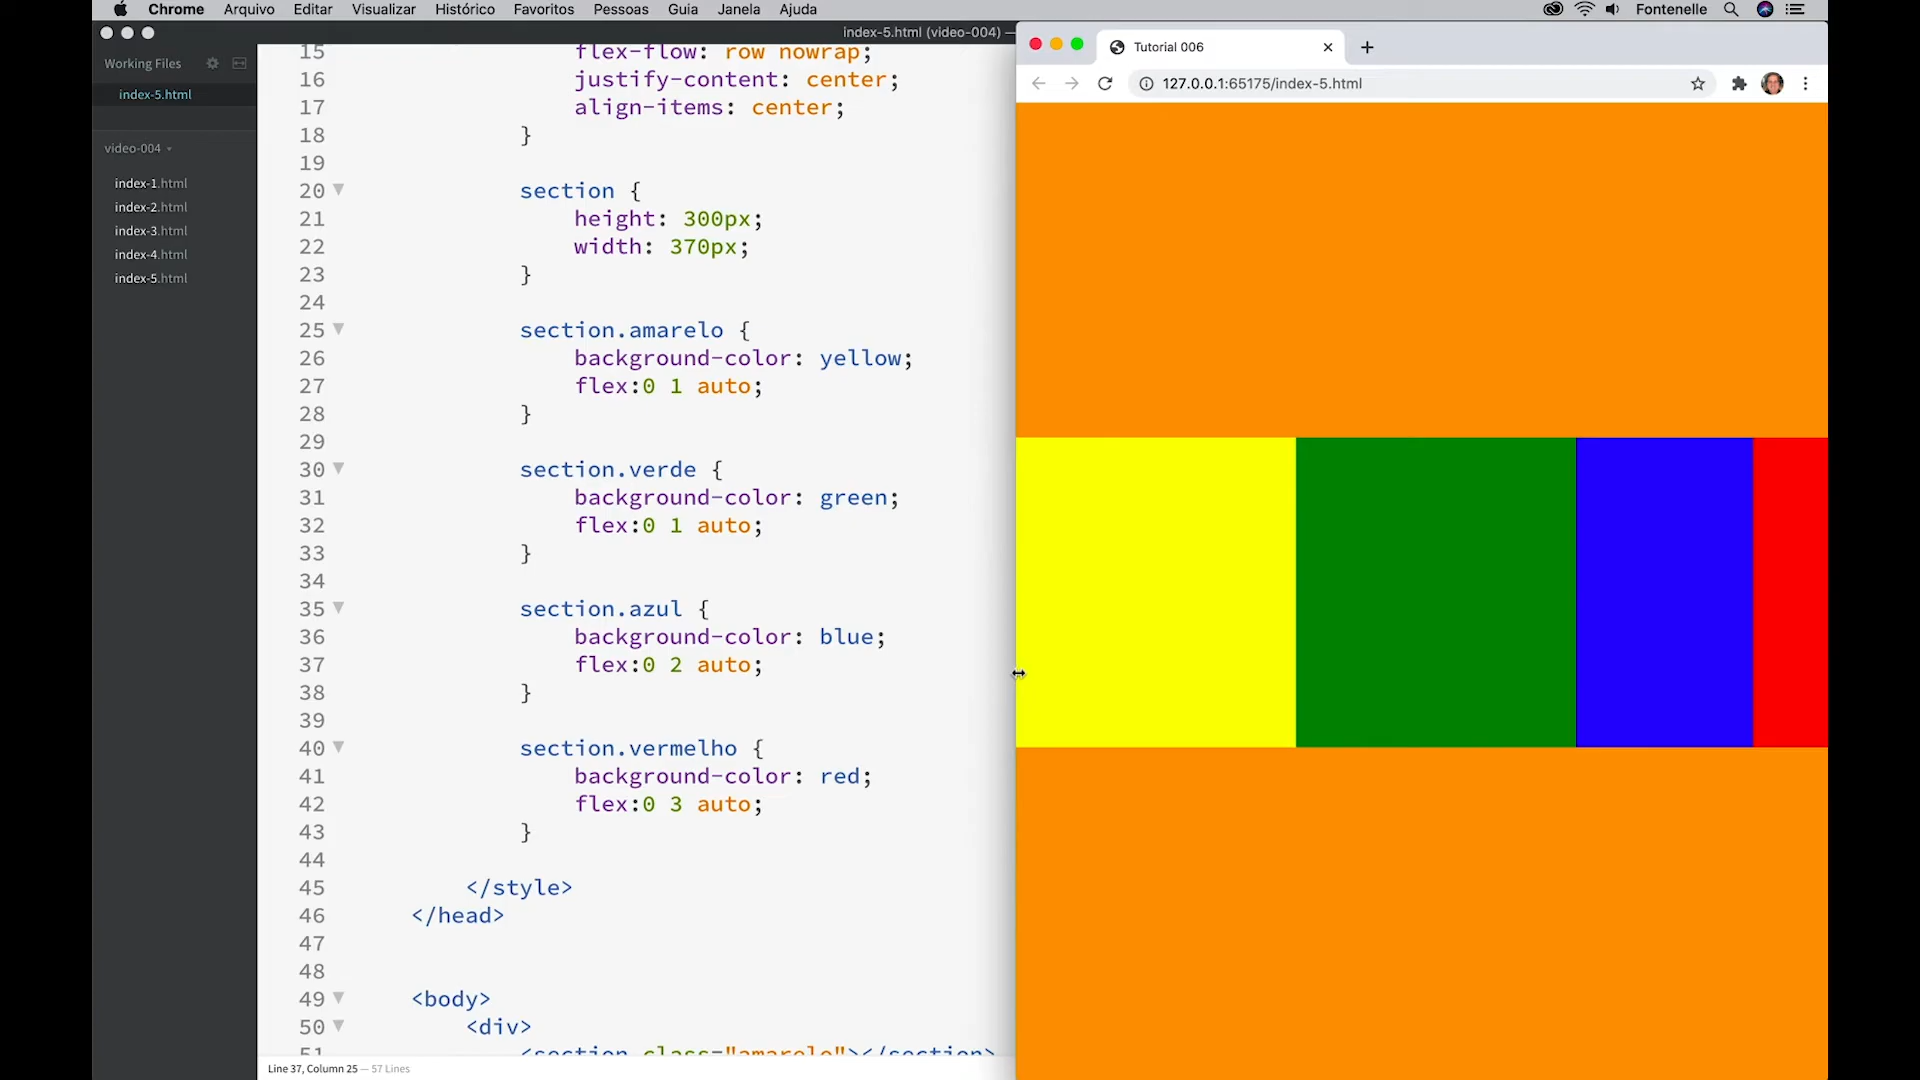 Chrome Arquivo Editar Visualizar Histórico Favoritos Pessoas Guia Janela Ajuda Fontenelle
index-5.html (video-004) —
Working Files
index-5.html
video-004
index-1.html
index-2.html
index-3.html
index-4.html
index-5.html
15 flex-flow: row nowrap;
16 justify-content: center;
17 align-items: center;
18 }
19
20 section {
21 height: 300px;
22 width: 370px;
23 }
24
25 section.amarelo {
26 background-color: yellow;
27 flex:0 1 auto;
28 }
29
30 section.verde {
31 background-color: green;
32 flex:0 1 auto;
33 }
34
35 section.azul {
36 background-color: blue;
37 flex:0 2 auto;
38 }
39
40 section.vermelho {
41 background-color: red;
42 flex:0 3 auto;
43 }
44
45 </style>
46 </head>
47
48
49 <body>
50 <div>
51 <section class="amarelo"></section>
Line 37, Column 25 — 57 Lines
Tutorial 006
127.0.0.1:65175/index-5.html